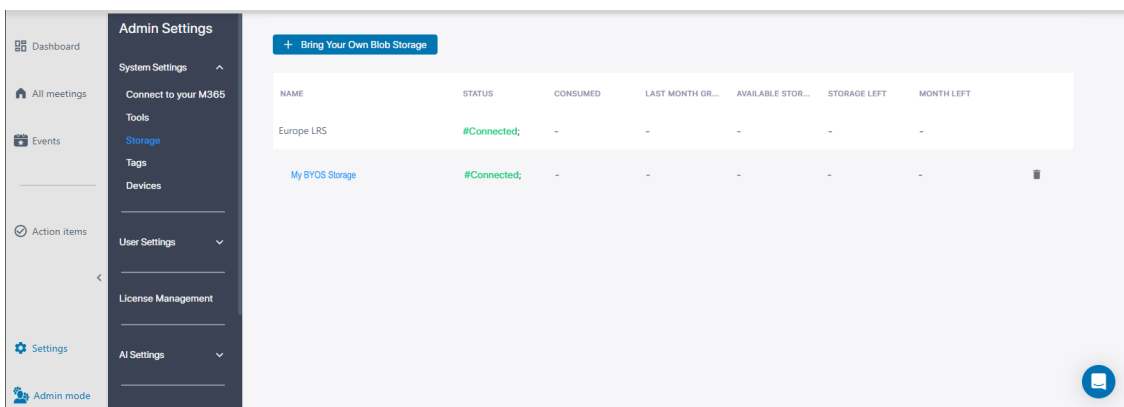 Dashboard
All meetings
Events
Action items
Settings
Admin mode
Admin Settings
System Settings
Connect to your M365
Tools
Storage
Tags
Devices
User Settings
License Management
AI Settings
+ Bring Your Own Blob Storage
NAME STATUS CONSUMED LAST MONTH GR... AVAILABLE STOR... STORAGE LEFT MONTH LEFT
Europe LRS #Connected; - - - - -
My BYOS Storage #Connected; - - - - -